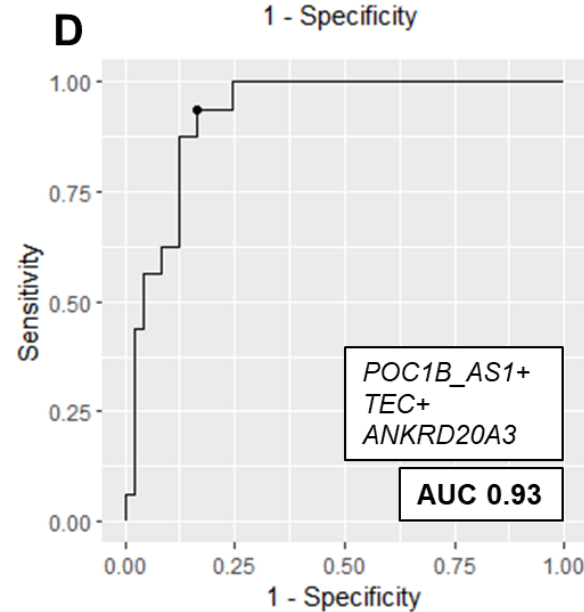 D
1 - Specificity
1.00
0.75
0.50
0.25
0.00
Sensitivity
POC1B_AS1+
TEC+
ANKRD20A3
AUC 0.93
0.00 0.25 0.50 0.75 1.00
1 - Specificity